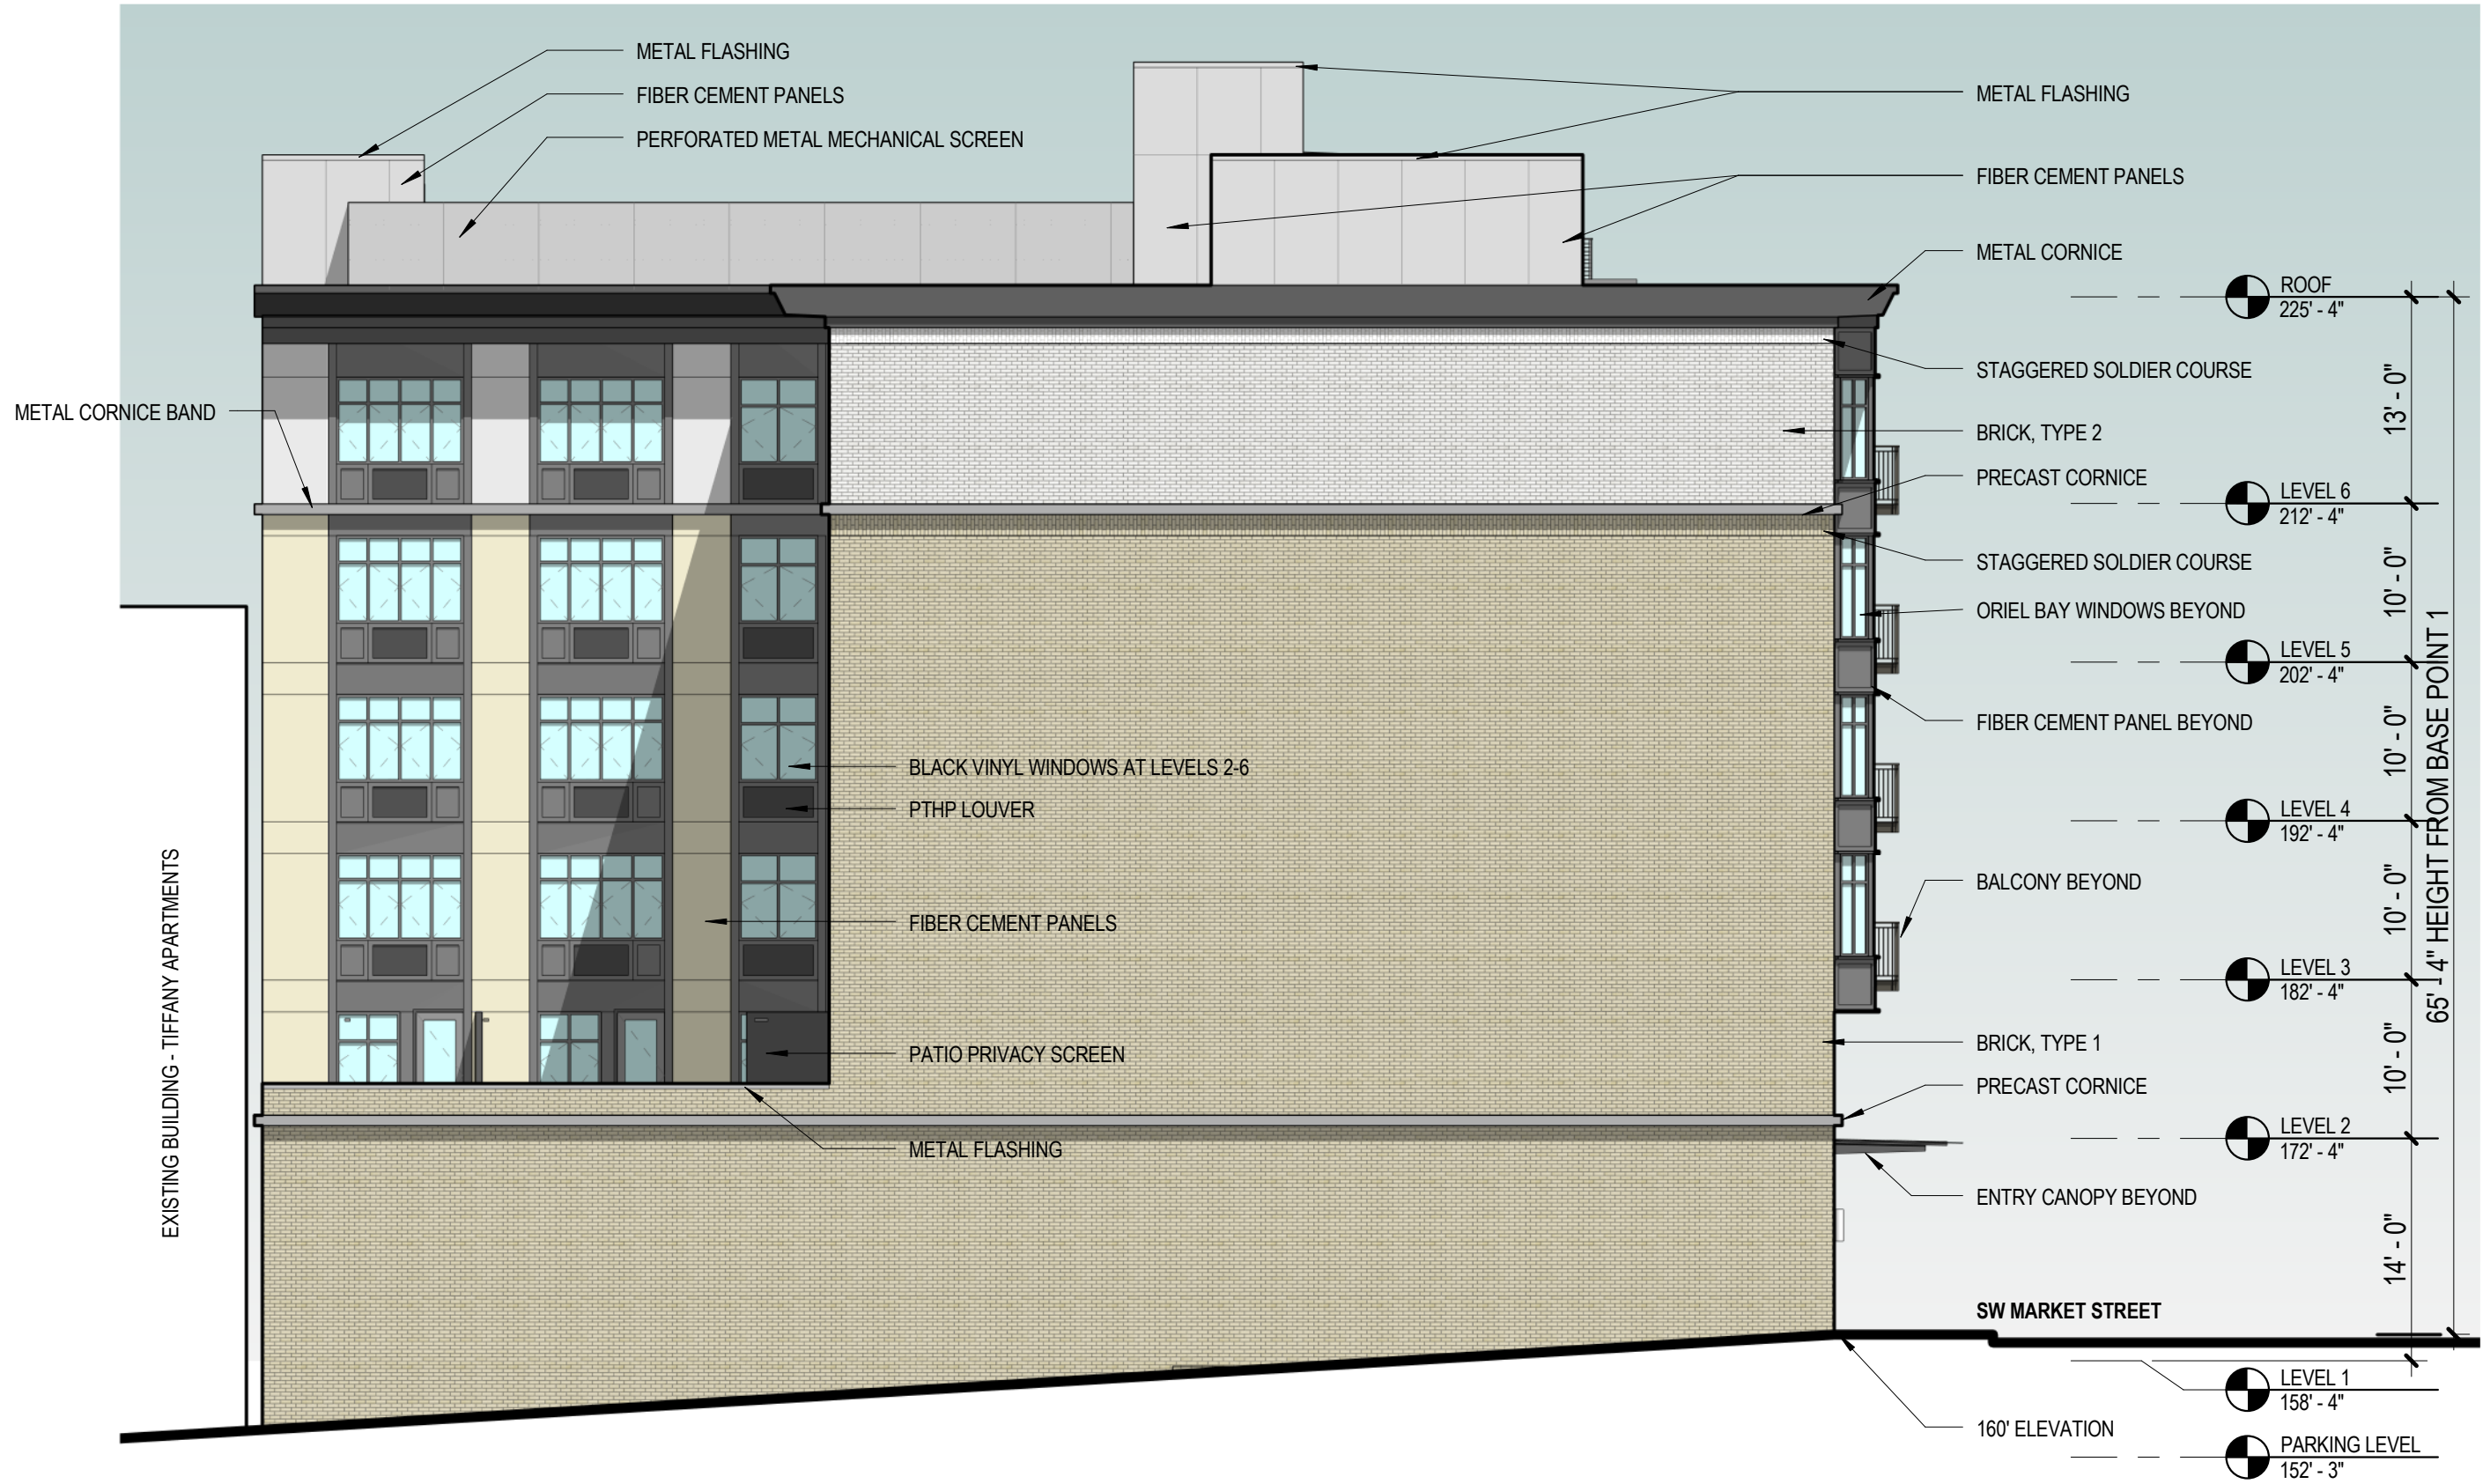 METAL FLASHING
FIBER CEMENT PANELS
PERFORATED METAL MECHANICAL SCREEN
METAL CORNICE BAND
EXISTING BUILDING - TIFFANY APARTMENTS
BLACK VINYL WINDOWS AT LEVELS 2-6
PTHP LOUVER
FIBER CEMENT PANELS
PATIO PRIVACY SCREEN
METAL FLASHING
METAL FLASHING
FIBER CEMENT PANELS
METAL CORNICE
STAGGERED SOLDIER COURSE
BRICK, TYPE 2
PRECAST CORNICE
STAGGERED SOLDIER COURSE
ORIEL BAY WINDOWS BEYOND
FIBER CEMENT PANEL BEYOND
BALCONY BEYOND
BRICK, TYPE 1
PRECAST CORNICE
ENTRY CANOPY BEYOND
SW MARKET STREET
160' ELEVATION
ROOF
225' - 4"
LEVEL 6
212' - 4"
LEVEL 5
202' - 4"
LEVEL 4
192' - 4"
LEVEL 3
182' - 4"
LEVEL 2
172' - 4"
LEVEL 1
158' - 4"
PARKING LEVEL
152' - 3"
13' - 0"
10' - 0"
10' - 0"
10' - 0"
10' - 0"
14' - 0"
65' - 4" HEIGHT FROM BASE POINT 1